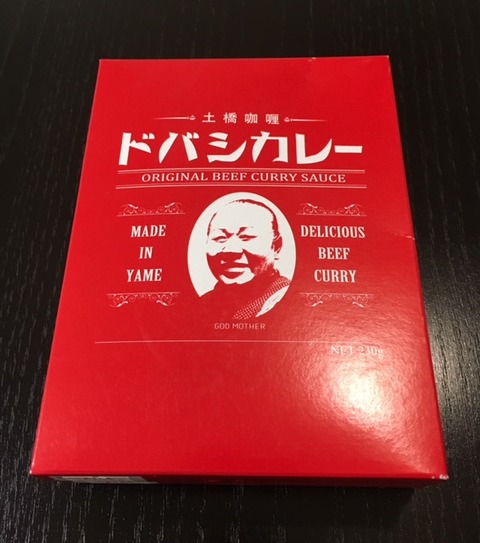 土橋咖喱
ドバシカレー
ORIGINAL BEEF CURRY SAUCE
MADE
IN
YAME
DELICIOUS
BEEF
CURRY
GOD MOTHER
NET 230g